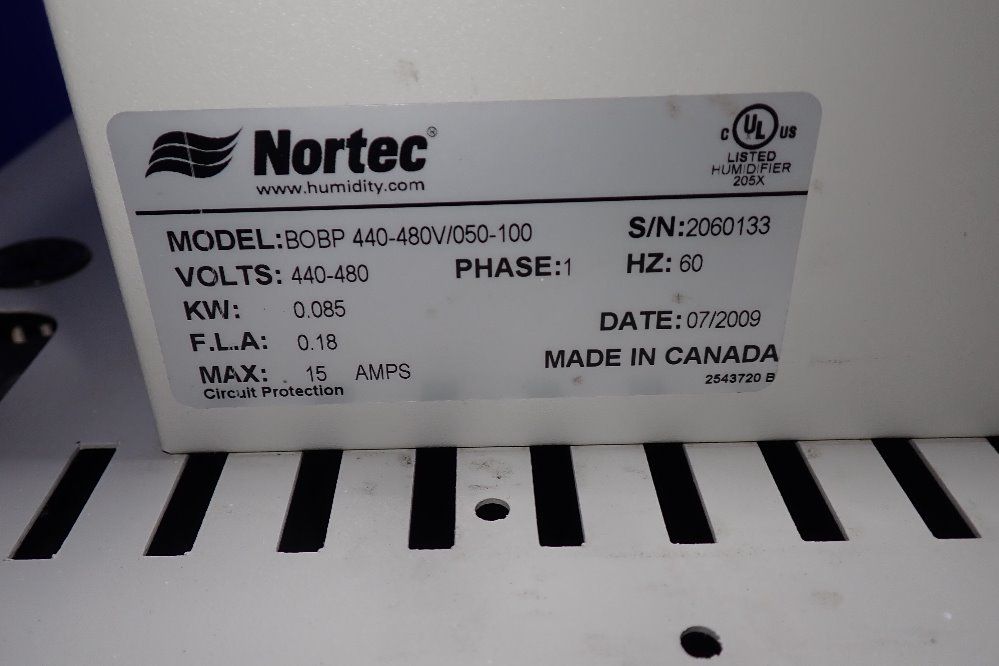 Nortec®
www.humidity.com
C UL US
LISTED
HUMIDIFIER
205X
MODEL: BOBP 440-480V/050-100 S/N: 2060133
VOLTS: 440-480 PHASE: 1 HZ: 60
KW: 0.085
F.L.A: 0.18 DATE: 07/2009
MAX: 15 AMPS MADE IN CANADA
Circuit Protection 2543720 B